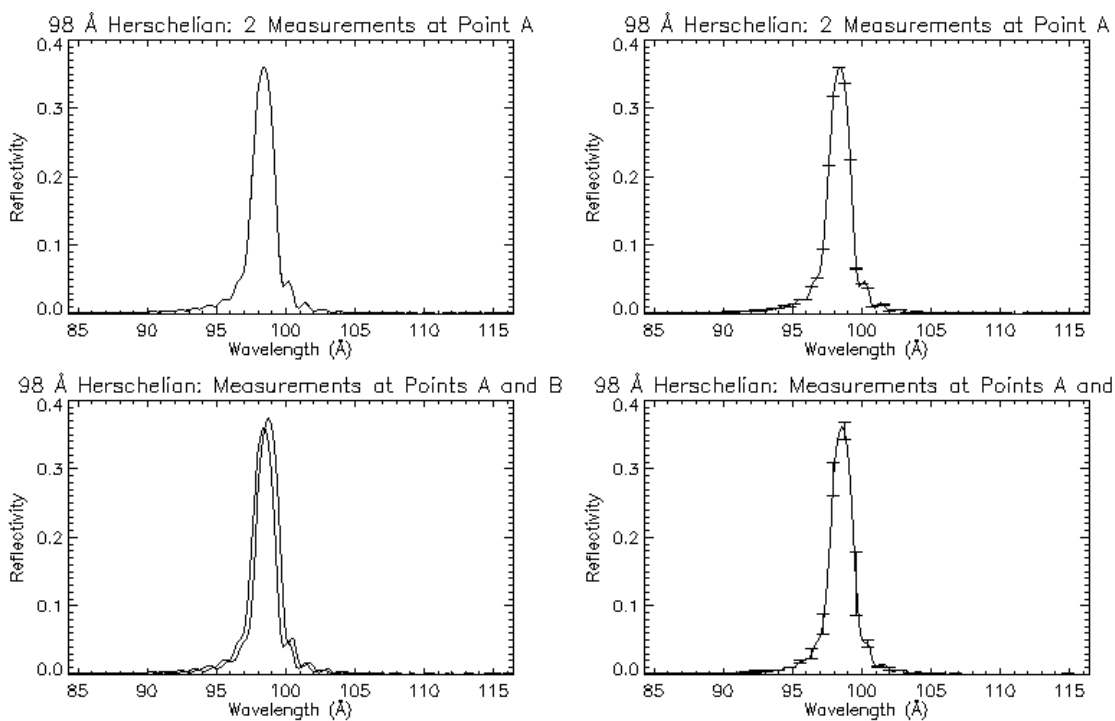 98 Å Herschelian: 2 Measurements at Point A
0.4
0.3
0.2
0.1
0.0
Reflectivity
85 90 95 100 105 110 115
Wavelength (Å)
98 Å Herschelian: 2 Measurements at Point A
0.4
0.3
0.2
0.1
0.0
Reflectivity
85 90 95 100 105 110 115
Wavelength (Å)
98 Å Herschelian: Measurements at Points A and B
0.4
0.3
0.2
0.1
0.0
Reflectivity
85 90 95 100 105 110 115
Wavelength (Å)
98 Å Herschelian: Measurements at Points A and
0.4
0.3
0.2
0.1
0.0
Reflectivity
85 90 95 100 105 110 115
Wavelength (Å)